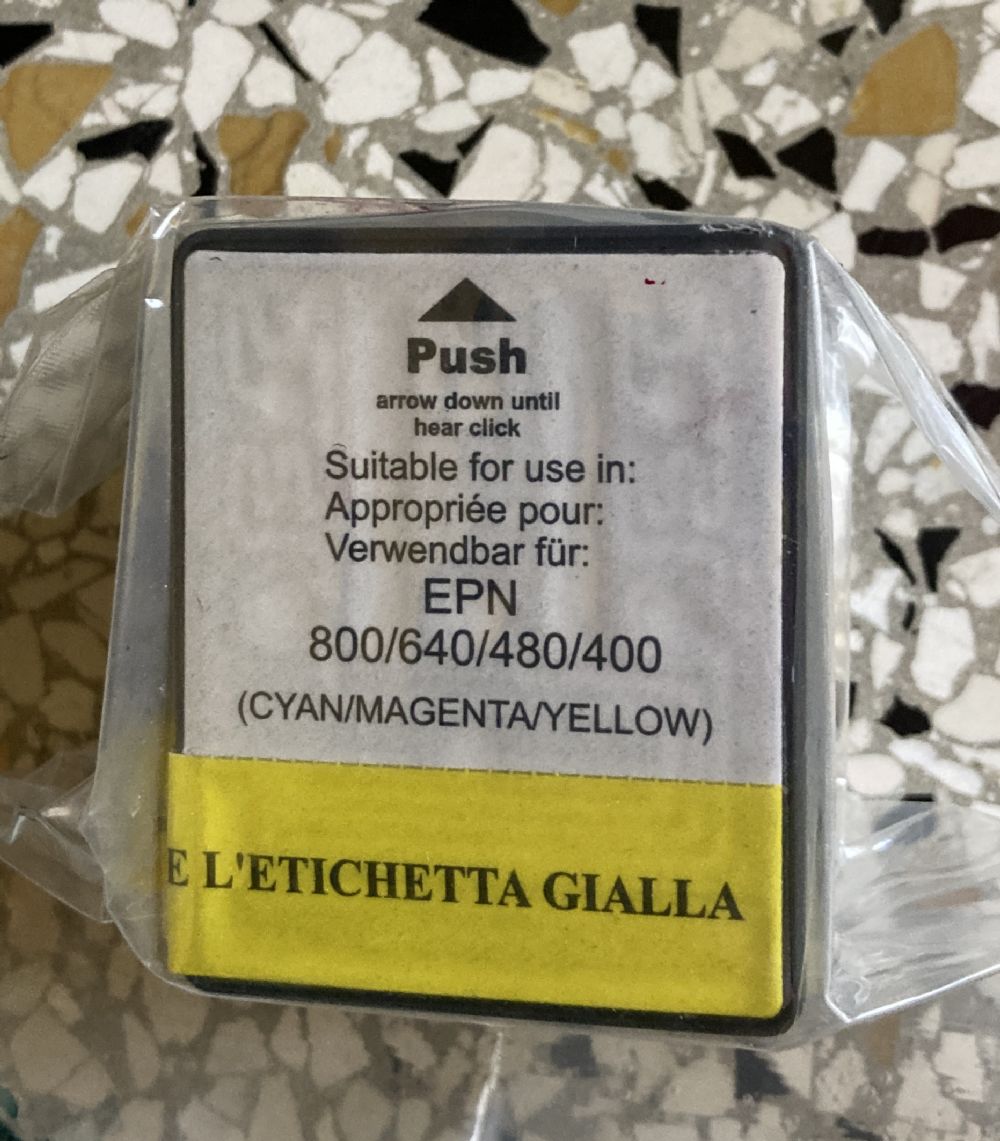 Push
arrow down until
hear click
Suitable for use in:
Appropriée pour:
Verwendbar für:
EPN
800/640/480/400
(CYAN/MAGENTA/YELLOW)
E L'ETICHETTA GIALLA